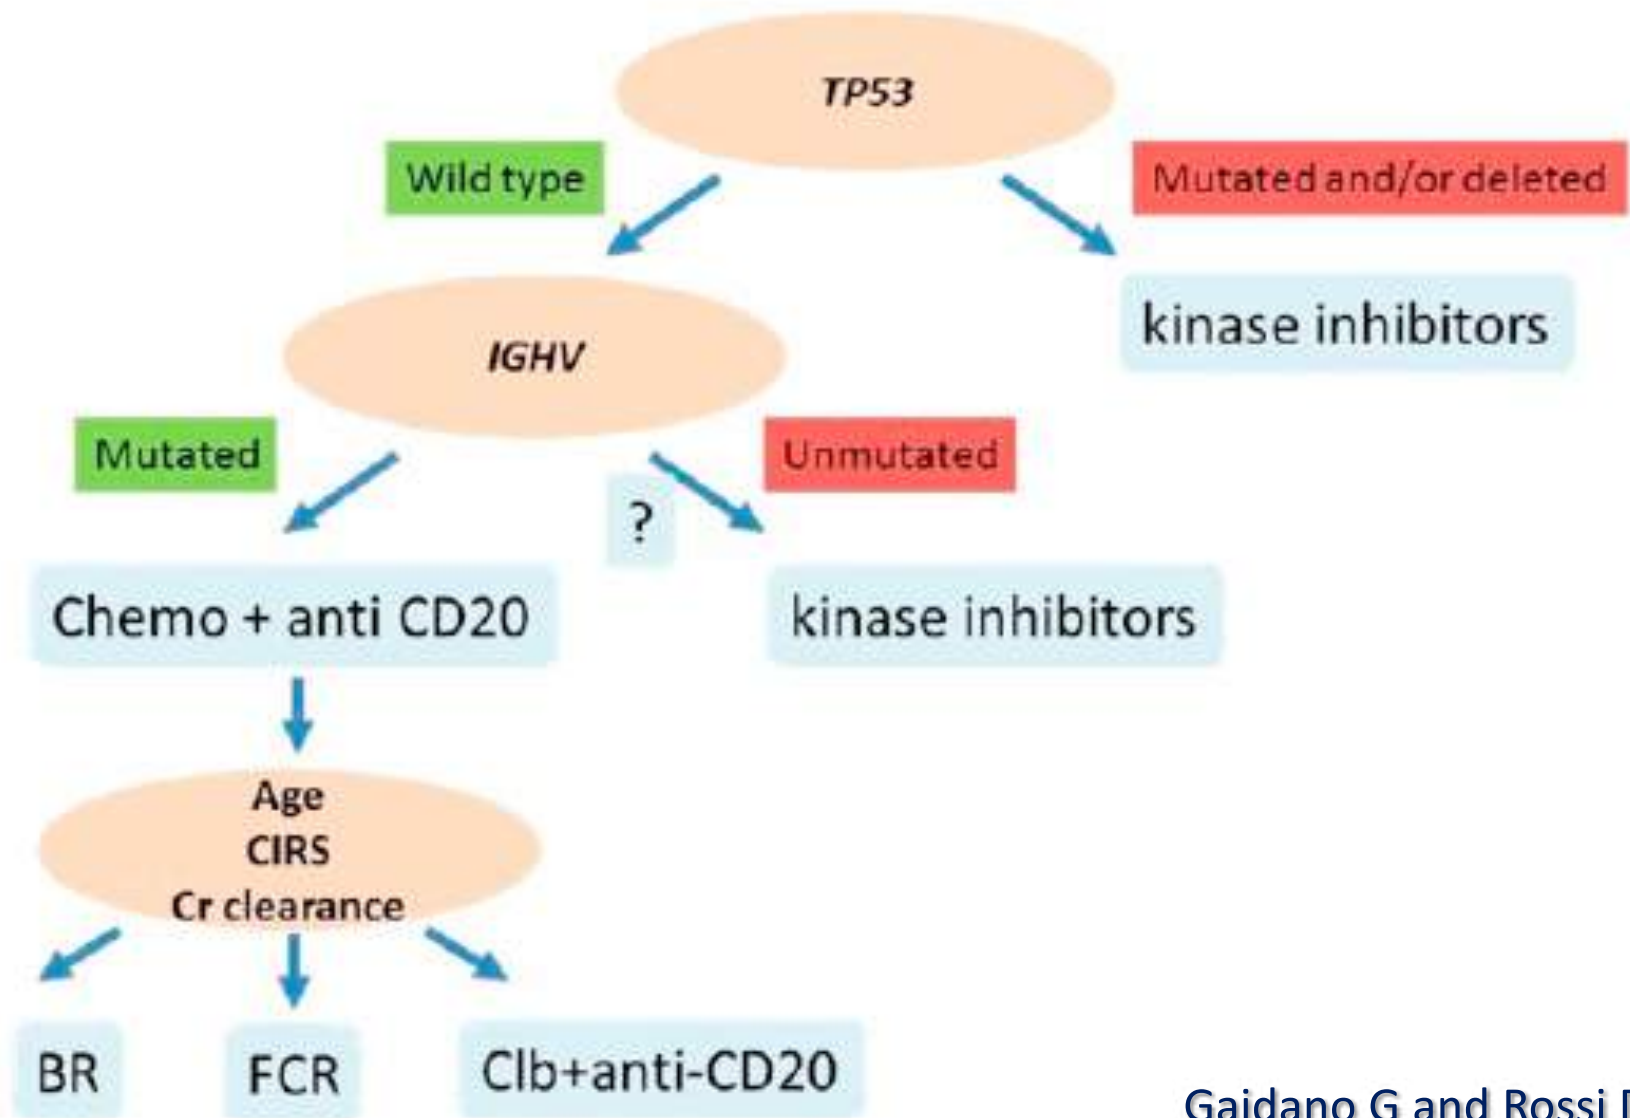 TP53
Wild type
Mutated and/or deleted
kinase inhibitors
IGHV
Mutated
Unmutated
?
Chemo + anti CD20
kinase inhibitors
Age
CIRS
Cr clearance
BR
FCR
Clb+anti-CD20
Gaidano G and Rossi